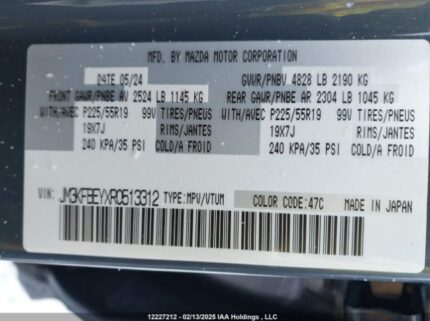 MFD. BY MAZDA MOTOR CORPORATION
DATE 05/24 GVWR/PNBV 4828 LB 2190 KG
FRONT GAWR/PNBE AV 2524 LB 1145 KG REAR GAWR/PNBE AR 2304 LB 1045 KG
WITH/AVEC P225/55R19 99V TIRES/PNEUS WITH/AVEC P225/55R19 99V TIRES/PNEUS
19X7J RIMS/JANTES 19X7J RIMS/JANTES
240 KPA/35 PSI COLD/A FROID 240 KPA/35 PSI COLD/A FROID
VIN: JM3KFBEYXR0513312 TYPE:MPV/VTUM COLOR CODE:47C MADE IN JAPAN
12227212 - 02/13/2025 IAA Holdings , LLC